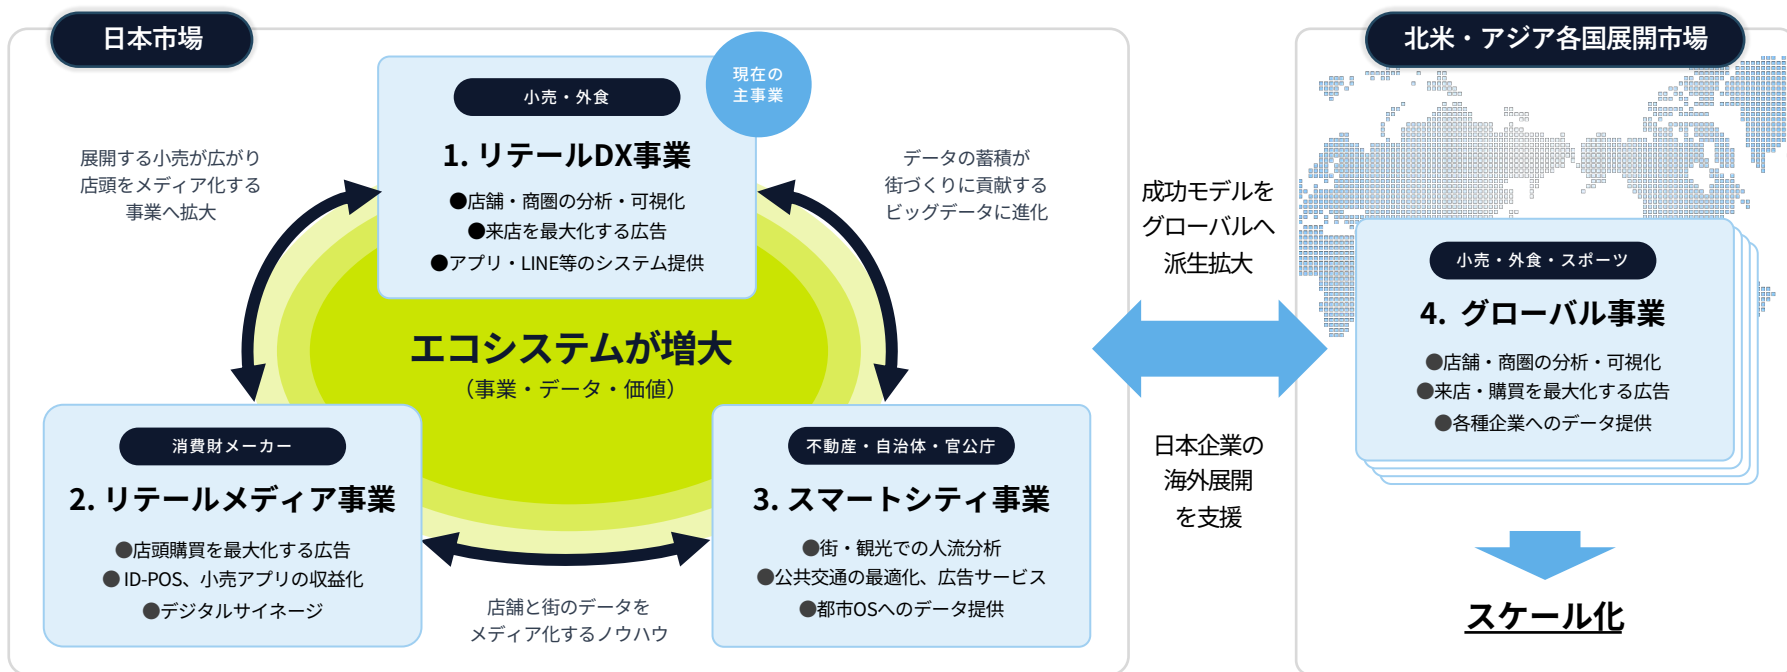 日本市場
現在の
主事業
小売・外食
1. リテールDX事業
●店舗・商圏の分析・可視化
●来店を最大化する広告
●アプリ・LINE等のシステム提供
展開する小売が広がり
店頭をメディア化する
事業へ拡大
データの蓄積が
街づくりに貢献する
ビッグデータに進化
エコシステムが増大
（事業・データ・価値）
消費財メーカー
2. リテールメディア事業
●店頭購買を最大化する広告
●ID-POS、小売アプリの収益化
●デジタルサイネージ
店舗と街のデータを
メディア化するノウハウ
不動産・自治体・官公庁
3. スマートシティ事業
●街・観光での人流分析
●公共交通の最適化、広告サービス
●都市OSへのデータ提供
成功モデルを
グローバルへ
派生拡大
日本企業の
海外展開
を支援
北米・アジア各国展開市場
小売・外食・スポーツ
4. グローバル事業
●店舗・商圏の分析・可視化
●来店・購買を最大化する広告
●各種企業へのデータ提供
スケール化